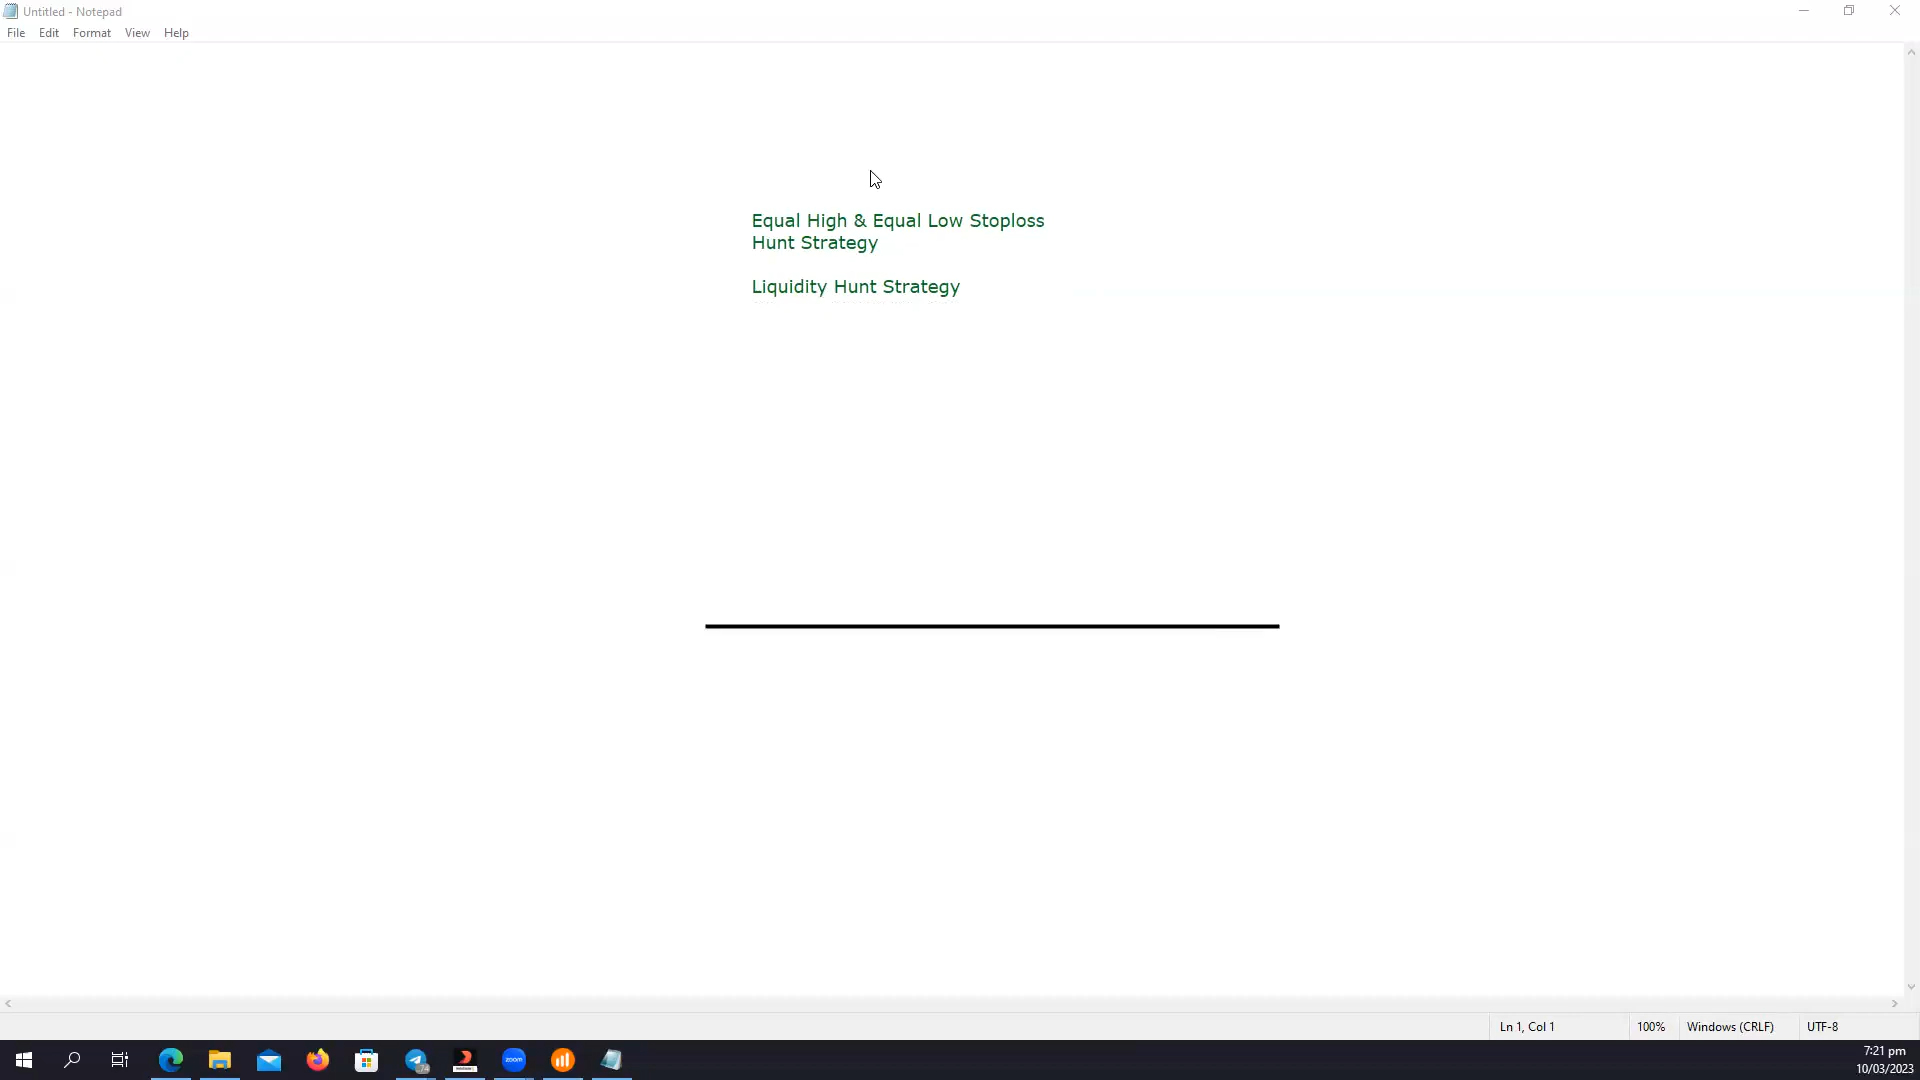 Untitled - Notepad
File Edit Format View Help
Equal High & Equal Low Stoploss
Hunt Strategy
Liquidity Hunt Strategy
Ln 1, Col 1 100% Windows (CRLF) UTF-8
zoom
7:21 pm
10/03/2023